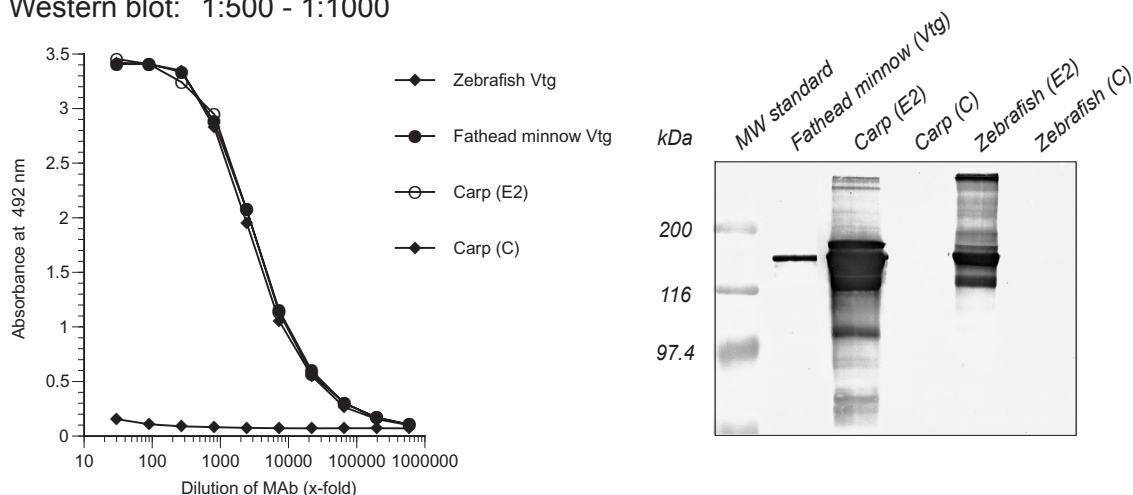 Western blot: 1:500 - 1:1000
3.5
3
2.5
2
1.5
1
0.5
0
Absorbance at 492 nm
10 100 1000 10000 100000 1000000
Dilution of MAb (x-fold)
Zebrafish Vtg
Fathead minnow Vtg
Carp (E2)
Carp (C)
kDa
MW standard
Fathead minnow (Vtg)
Carp (E2)
Carp (C)
Zebrafish (E2)
Zebrafish (C)
200
116
97.4